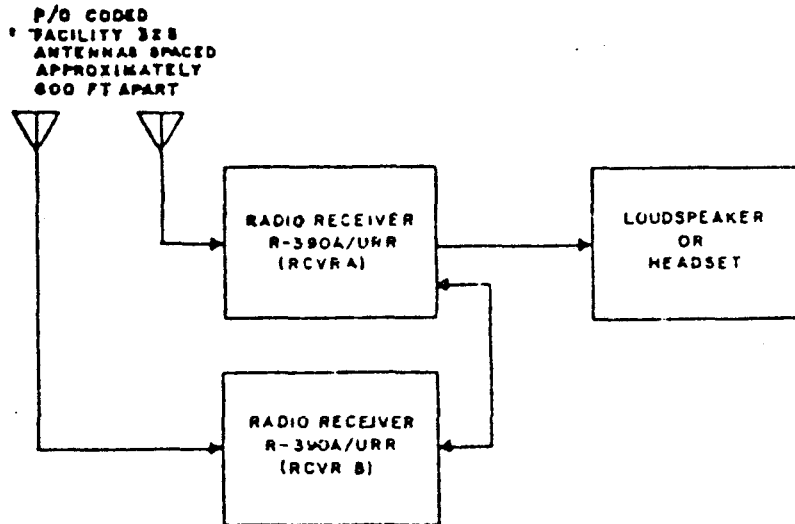 P/O CODED
FACILITY 3X8
ANTENNAS SPACED
APPROXIMATELY
600 FT APART
RADIO RECEIVER
R-390A/URR
(RCVR A)
LOUDSPEAKER
OR
HEADSET
RADIO RECEIVER
R-390A/URR
(RCVR B)